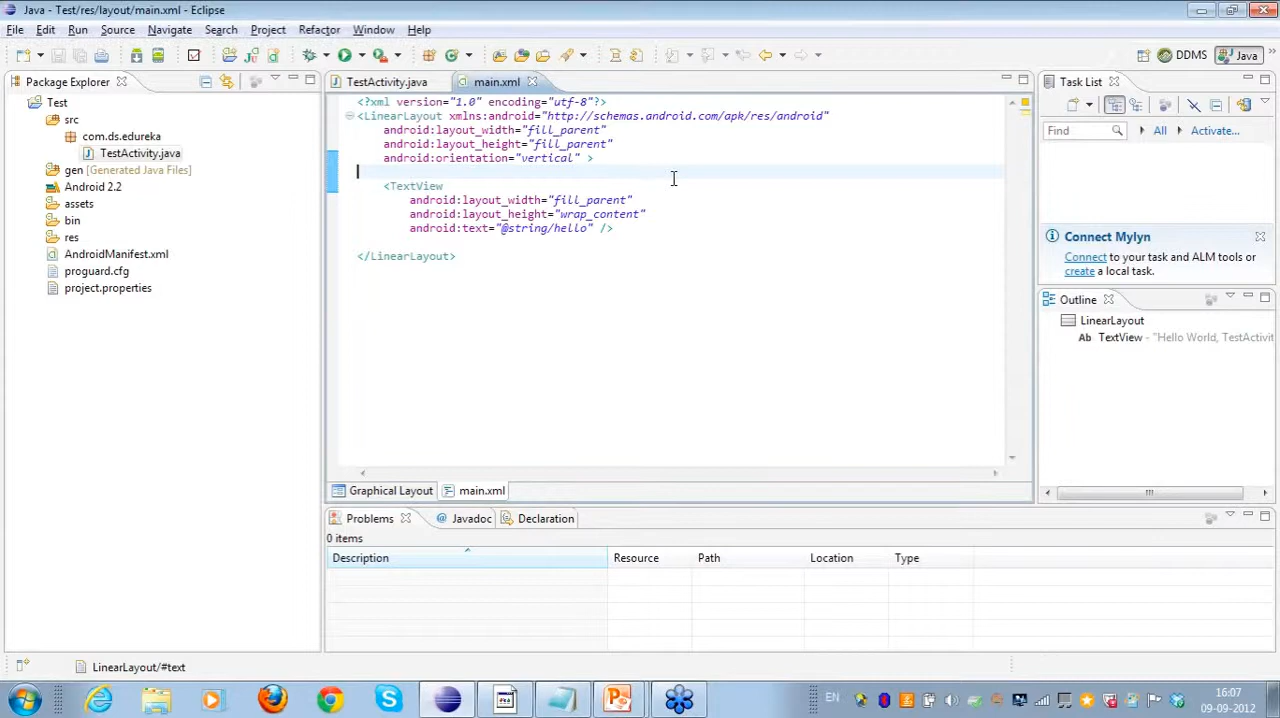 Java - Test/res/layout/main.xml - Eclipse
File Edit Run Source Navigate Search Project Refactor Window Help
DDMS Java
Package Explorer
Test
src
com.ds.edureka
TestActivity.java
gen [Generated Java Files]
Android 2.2
assets
bin
res
AndroidManifest.xml
proguard.cfg
project.properties
TestActivity.java main.xml
<?xml version="1.0" encoding="utf-8"?>
<LinearLayout xmlns:android="http://schemas.android.com/apk/res/android"
android:layout_width="fill_parent"
android:layout_height="fill_parent"
android:orientation="vertical" >
<TextView
android:layout_width="fill_parent"
android:layout_height="wrap_content"
android:text="@string/hello" />
</LinearLayout>
Graphical Layout main.xml
Task List
Find All Activate...
Connect Mylyn
Connect to your task and ALM tools or
create a local task.
Outline
LinearLayout
Ab TextView - "Hello World, TestActivit
Problems @ Javadoc Declaration
0 items
Description Resource Path Location Type
LinearLayout/#text
EN 16:07
09-09-2012